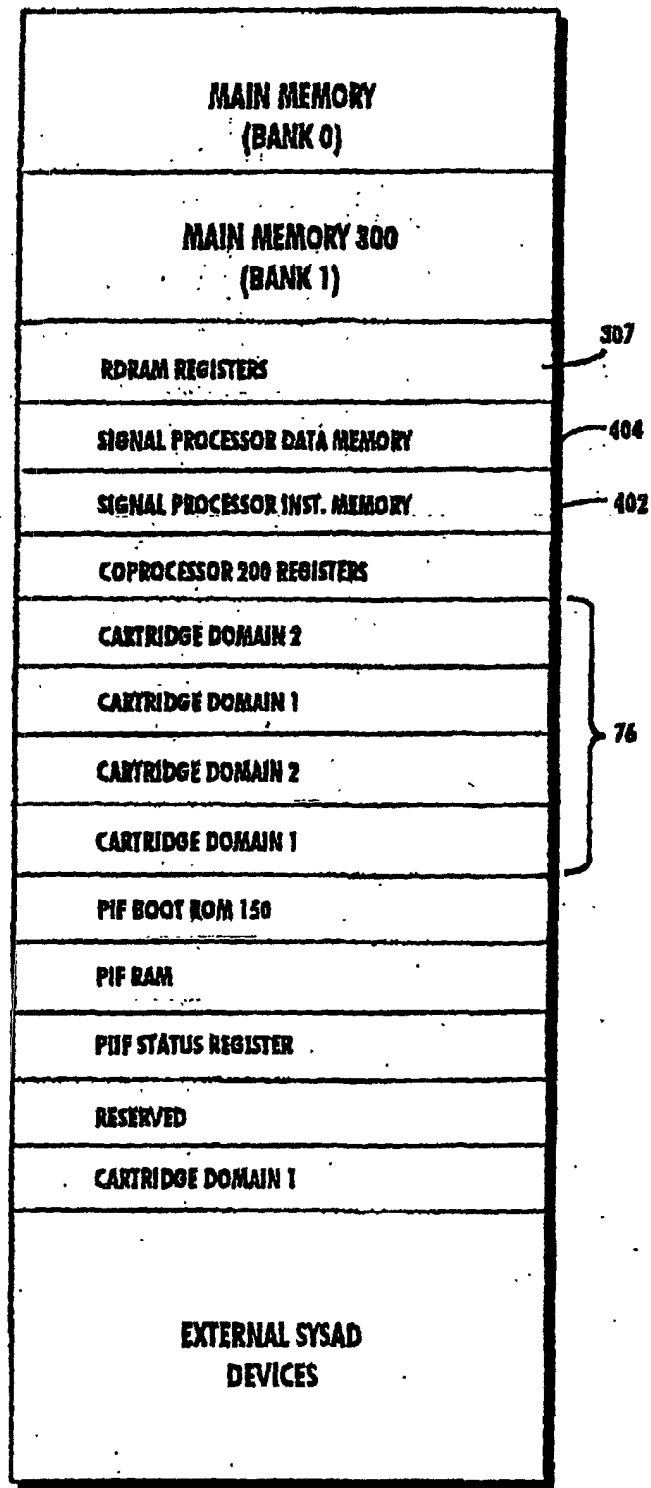 MAIN MEMORY
(BANK 0)
MAIN MEMORY 300
(BANK 1)
RDRAM REGISTERS
307
SIGNAL PROCESSOR DATA MEMORY
404
SIGNAL PROCESSOR INST. MEMORY
402
COPROCESSOR 200 REGISTERS
CARTRIDGE DOMAIN 2
CARTRIDGE DOMAIN 1
76
CARTRIDGE DOMAIN 2
CARTRIDGE DOMAIN 1
PIF BOOT ROM 150
PIF RAM
PIIF STATUS REGISTER
RESERVED
CARTRIDGE DOMAIN 1
EXTERNAL SYSAD
DEVICES